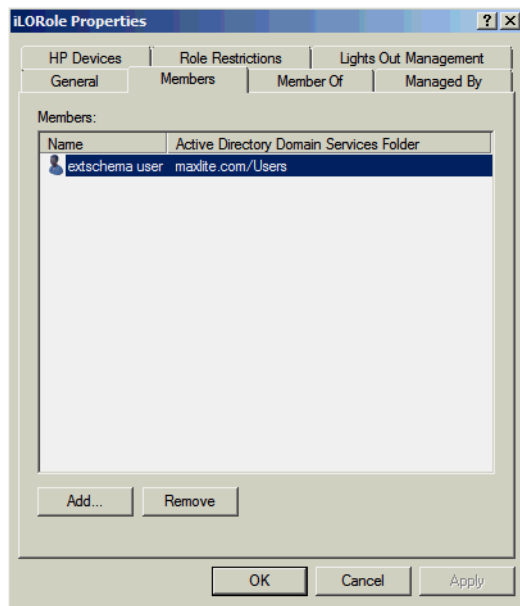 iLORole Properties
HP Devices Role Restrictions Lights Out Management
General Members Member Of Managed By
Members:
Name Active Directory Domain Services Folder
extschema user maxlite.com/Users
Add... Remove
OK Cancel Apply